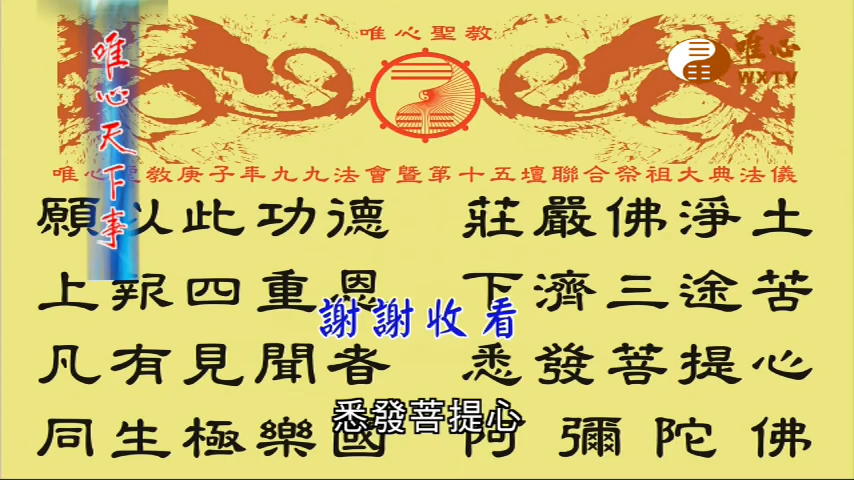 唯心聖教
唯心
WXTV
唯心天下事
唯心聖教庚子年九九法會暨第十五壇聯合祭祖大典法儀
願以此功德 莊嚴佛淨土
上報四重恩 下濟三途苦
謝謝收看
凡有見聞者 悉發菩提心
悉發菩提心
同生極樂國 阿彌陀佛